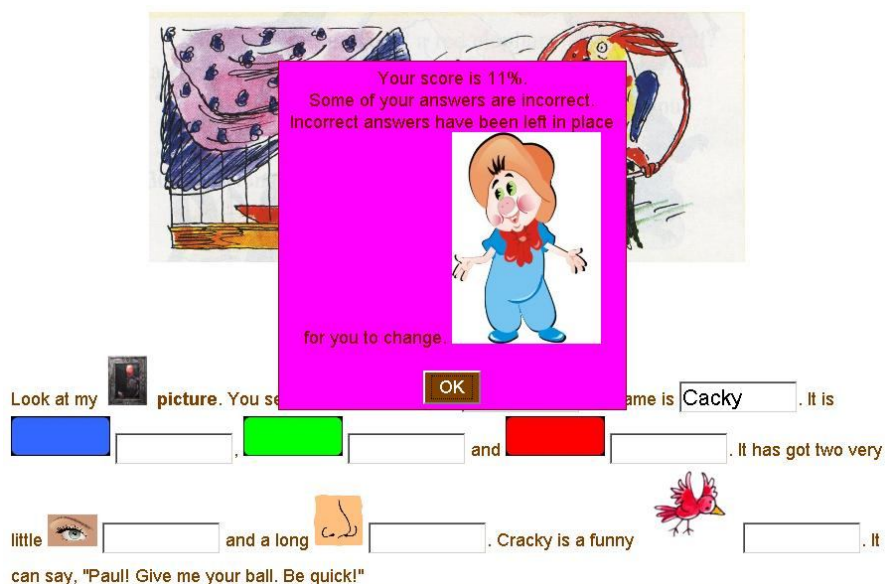 Your score is 11%.
Some of your answers are incorrect.
Incorrect answers have been left in place
for you to change.
OK
Look at my picture. You se ame is Cacky . It is
, and . It has got two very
little and a long . Cracky is a funny . It
can say, "Paul! Give me your ball. Be quick!"